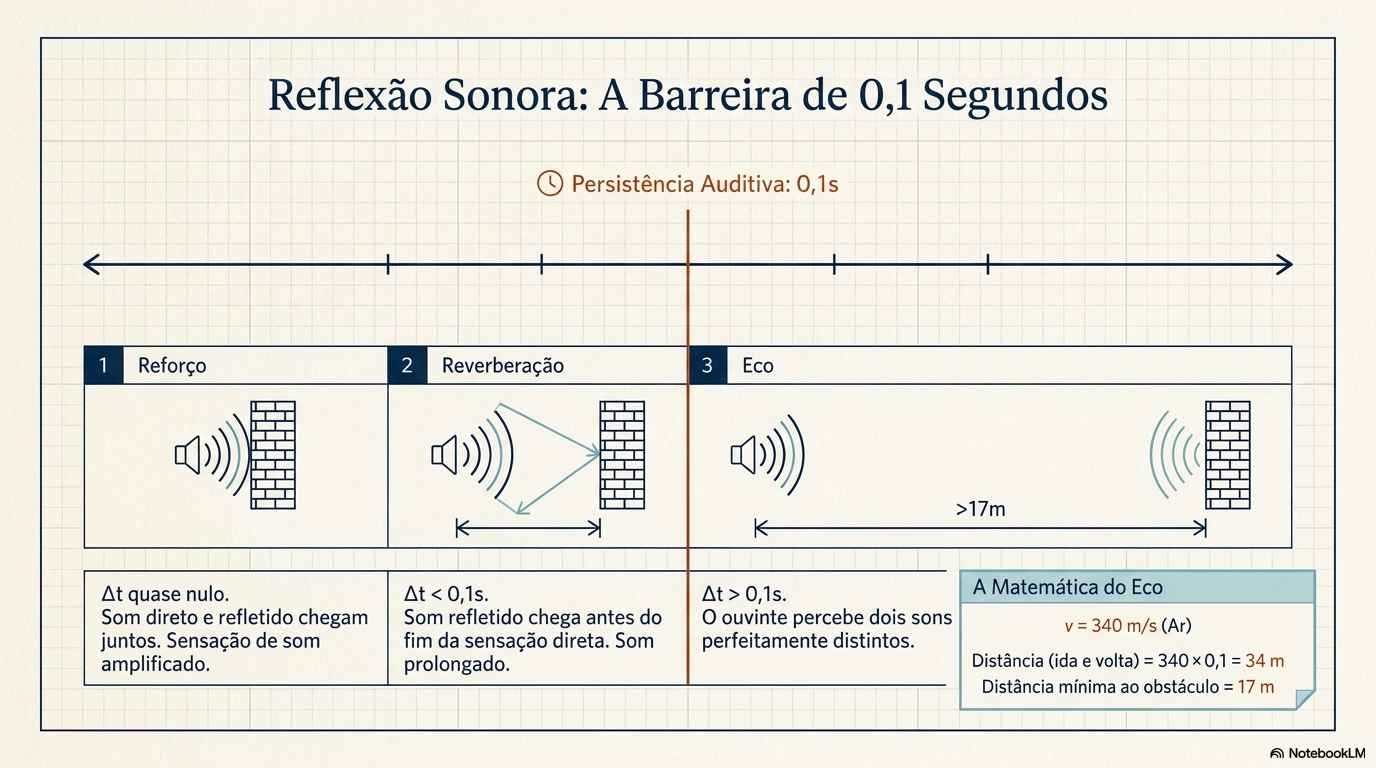 Reflexão Sonora: A Barreira de 0,1 Segundos
Persistência Auditiva: 0,1s
1 Reforço
2 Reverberação
3 Eco
>17m
Δt quase nulo.
Som direto e refletido chegam
juntos. Sensação de som
amplificado.
Δt < 0,1s.
Som refletido chega antes do
fim da sensação direta. Som
prolongado.
Δt > 0,1s.
O ouvinte percebe dois sons
perfeitamente distintos.
A Matemática do Eco
v = 340 m/s (Ar)
Distância (ida e volta) = 340 × 0,1 = 34 m
Distância mínima ao obstáculo = 17 m
NotebookLM